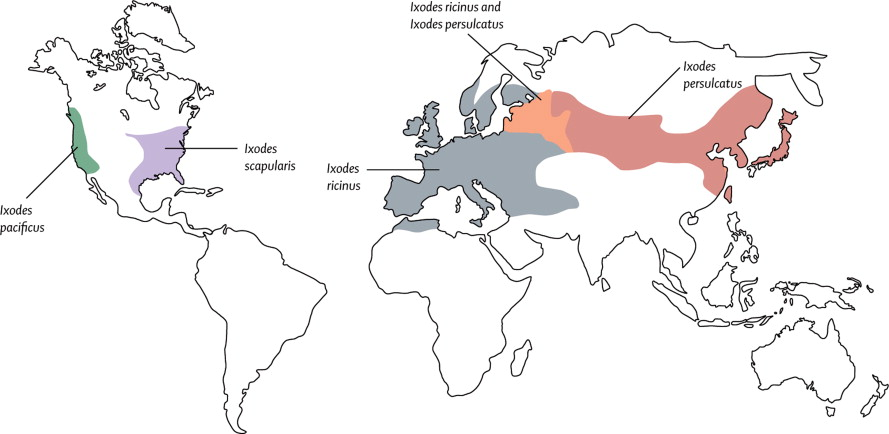 Ixodes ricinus and
Ixodes persulcatus
Ixodes
persulcatus
Ixodes
scapularis
Ixodes
ricinus
Ixodes
pacificus